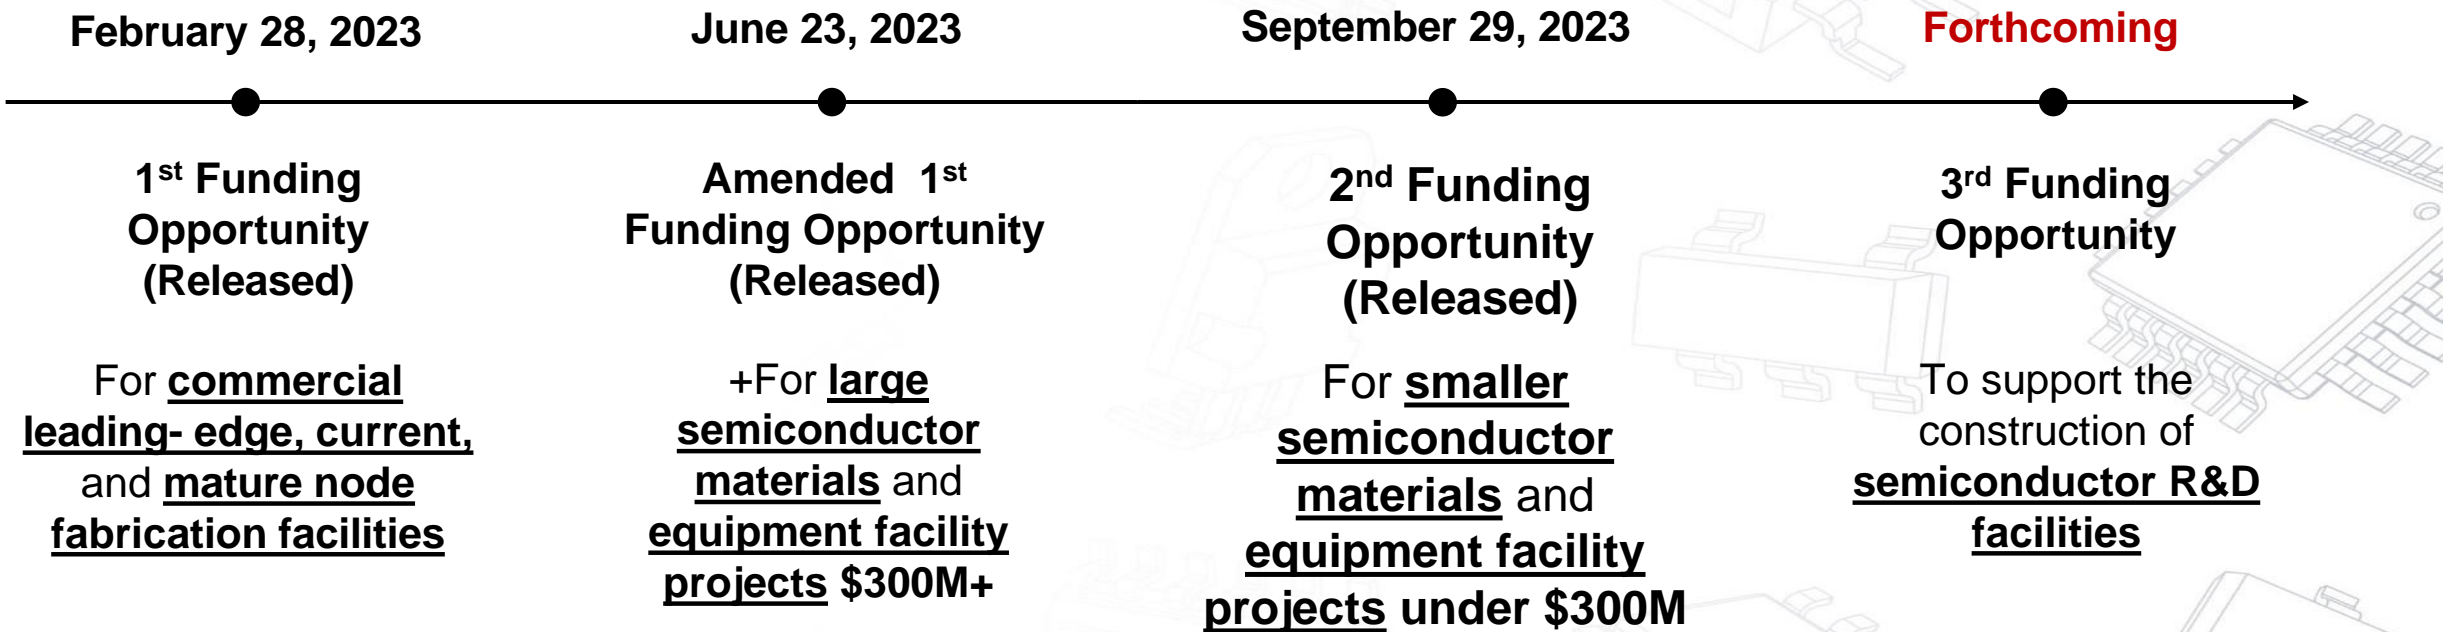 February 28, 2023
1st Funding
Opportunity
(Released)
For commercial
leading- edge, current,
and mature node
fabrication facilities
June 23, 2023
Amended 1st
Funding Opportunity
(Released)
+For large
semiconductor
materials and
equipment facility
projects $300M+
September 29, 2023
2nd Funding
Opportunity
(Released)
For smaller
semiconductor
materials and
equipment facility
projects under $300M
Forthcoming
3rd Funding
Opportunity
To support the
construction of
semiconductor R&D
facilities